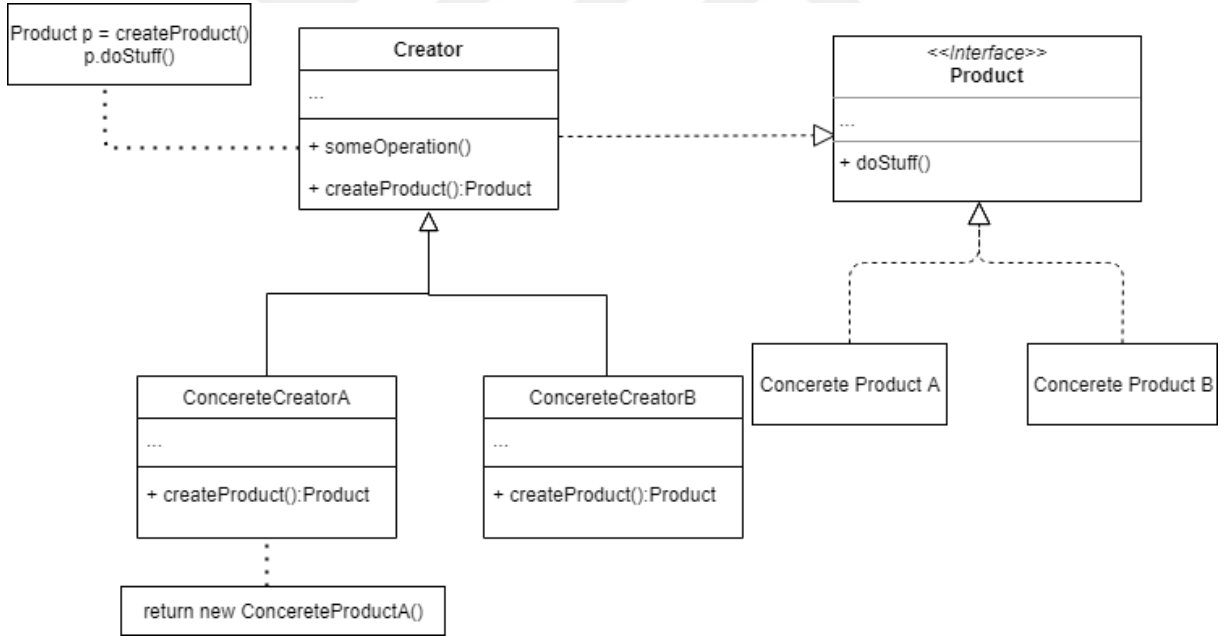 Product p = createProduct()
p.doStuff()
Creator
...
+ someOperation()
+ createProduct():Product
<<Interface>>
Product
...
+ doStuff()
ConcereteCreatorA
...
+ createProduct():Product
ConcereteCreatorB
...
+ createProduct():Product
Concerete Product A
Concerete Product B
return new ConcereteProductA()